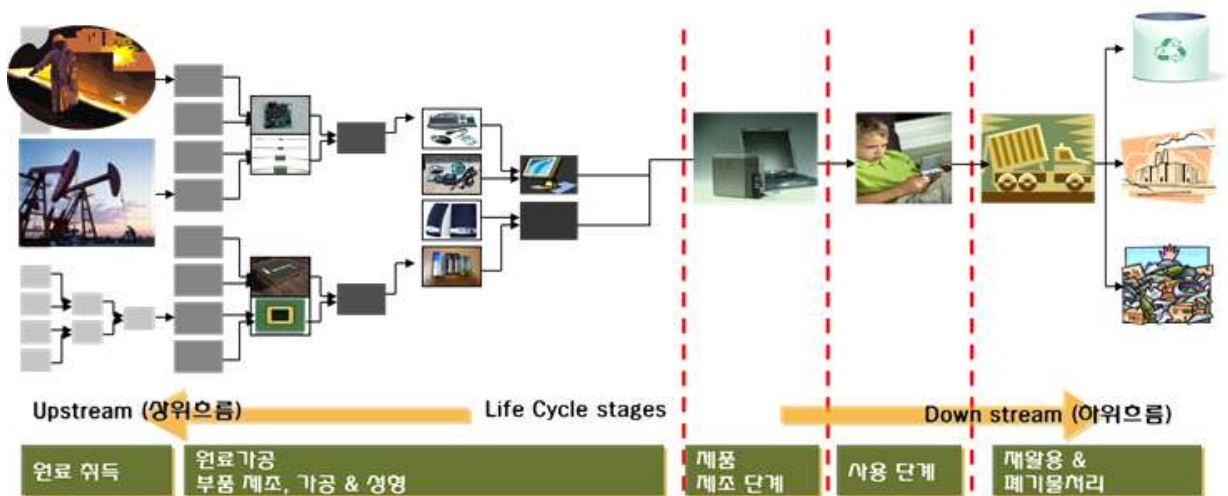 Upstream (상위흐름)
Life Cycle stages
Down stream (하위흐름)
원료 취득
원료가공
부품 제조, 가공 & 성형
제품
제조 단계
사용 단계
재활용 &
폐기물처리